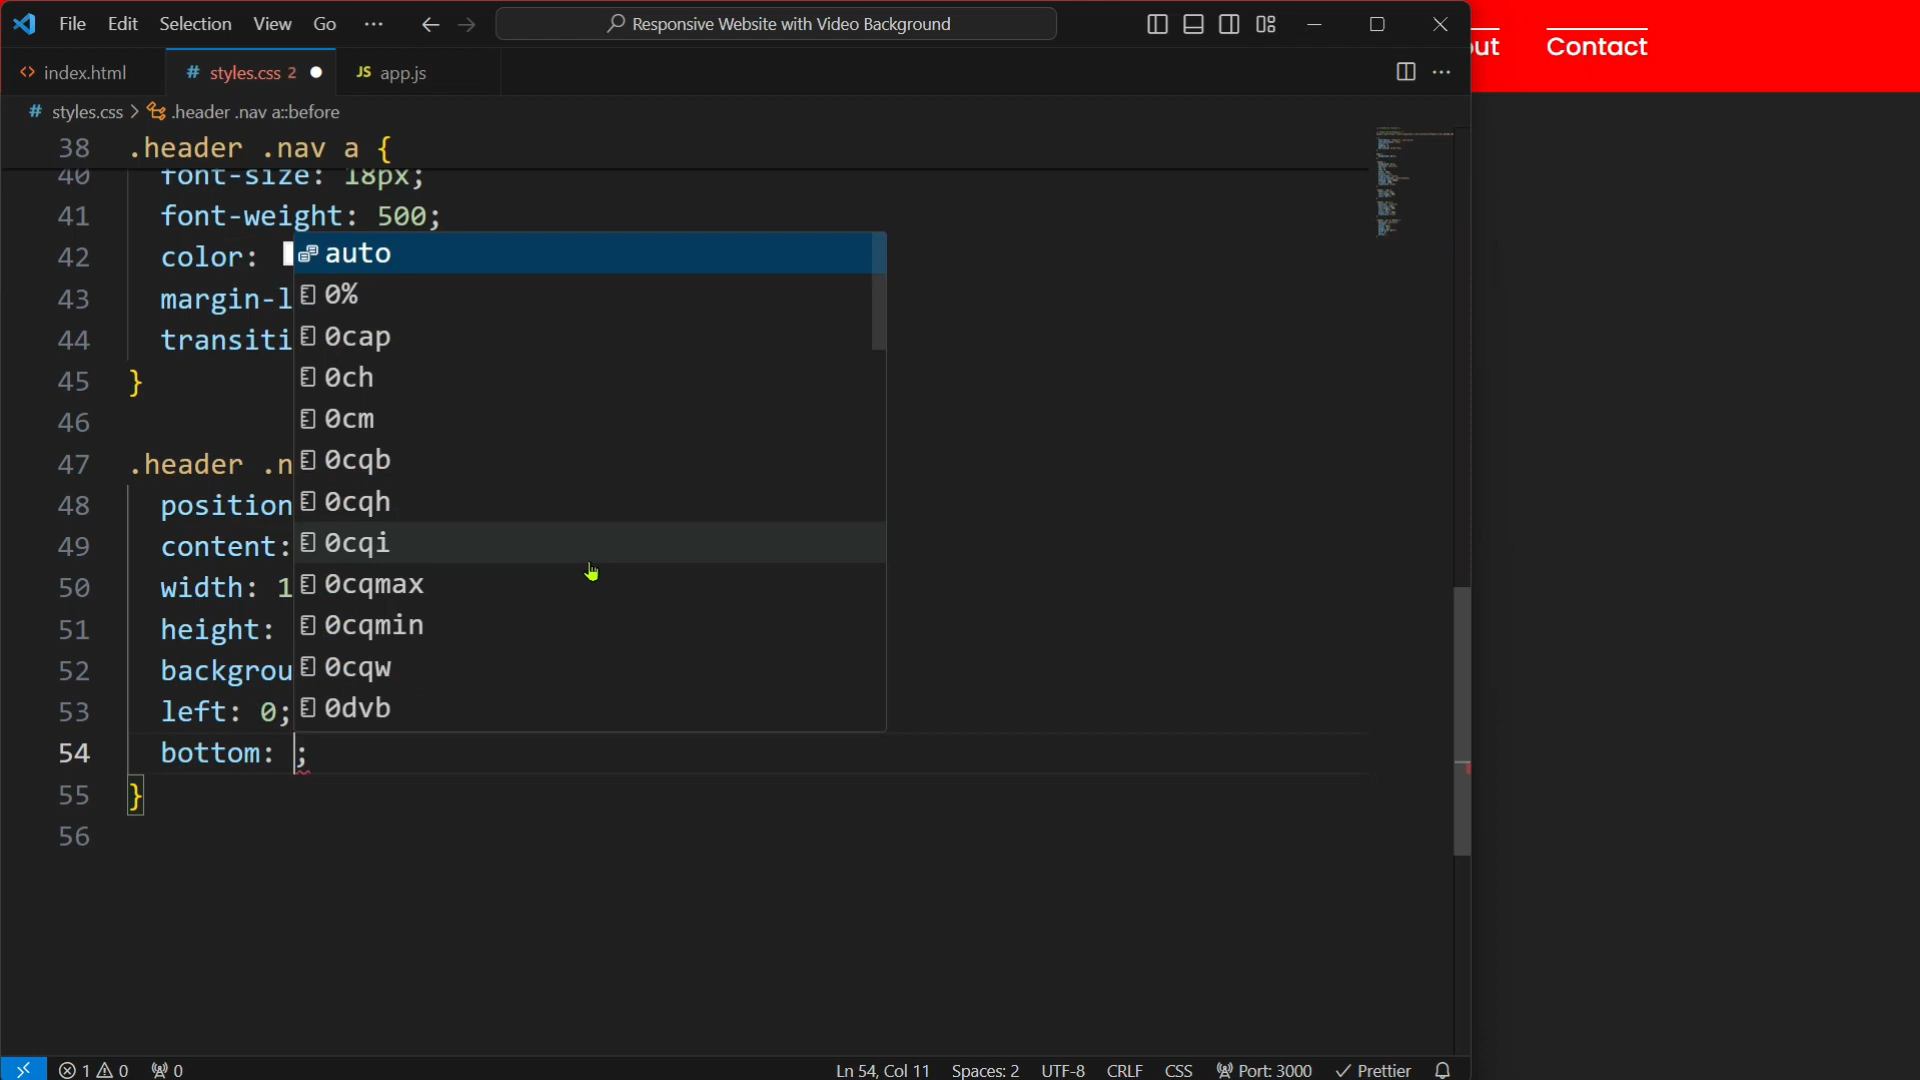 File Edit Selection View Go ··· Responsive Website with Video Background
ut Contact
index.html # styles.css 2 JS app.js
# styles.css > .header .nav a::before
38 .header .nav a {
40 font-size: 18px;
41 font-weight: 500;
42 color:
43 margin-l
44 transiti
45 }
46
47 .header .n
48 position
49 content:
50 width: 1
51 height:
52 backgrou
53 left: 0;
54 bottom: ;
55 }
56
auto
0%
0cap
0ch
0cm
0cqb
0cqh
0cqi
0cqmax
0cqmin
0cqw
0dvb
1 0 0 Ln 54, Col 11 Spaces: 2 UTF-8 CRLF CSS Port: 3000 Prettier